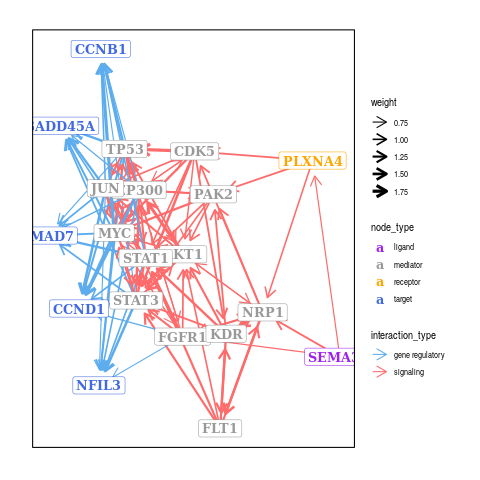 CCNB1
ADD45A
TP53
CDK5
PLXNA4
JUN
P300
PAK2
MYC
MAD7
STAT1
KT1
STAT3
CCND1
NRP1
FGFR1
KDR
SEMA3
NFIL3
FLT1
weight
0.75
1.00
1.25
1.50
1.75
node_type
a ligand
a mediator
a receptor
a target
interaction_type
gene regulatory
signaling